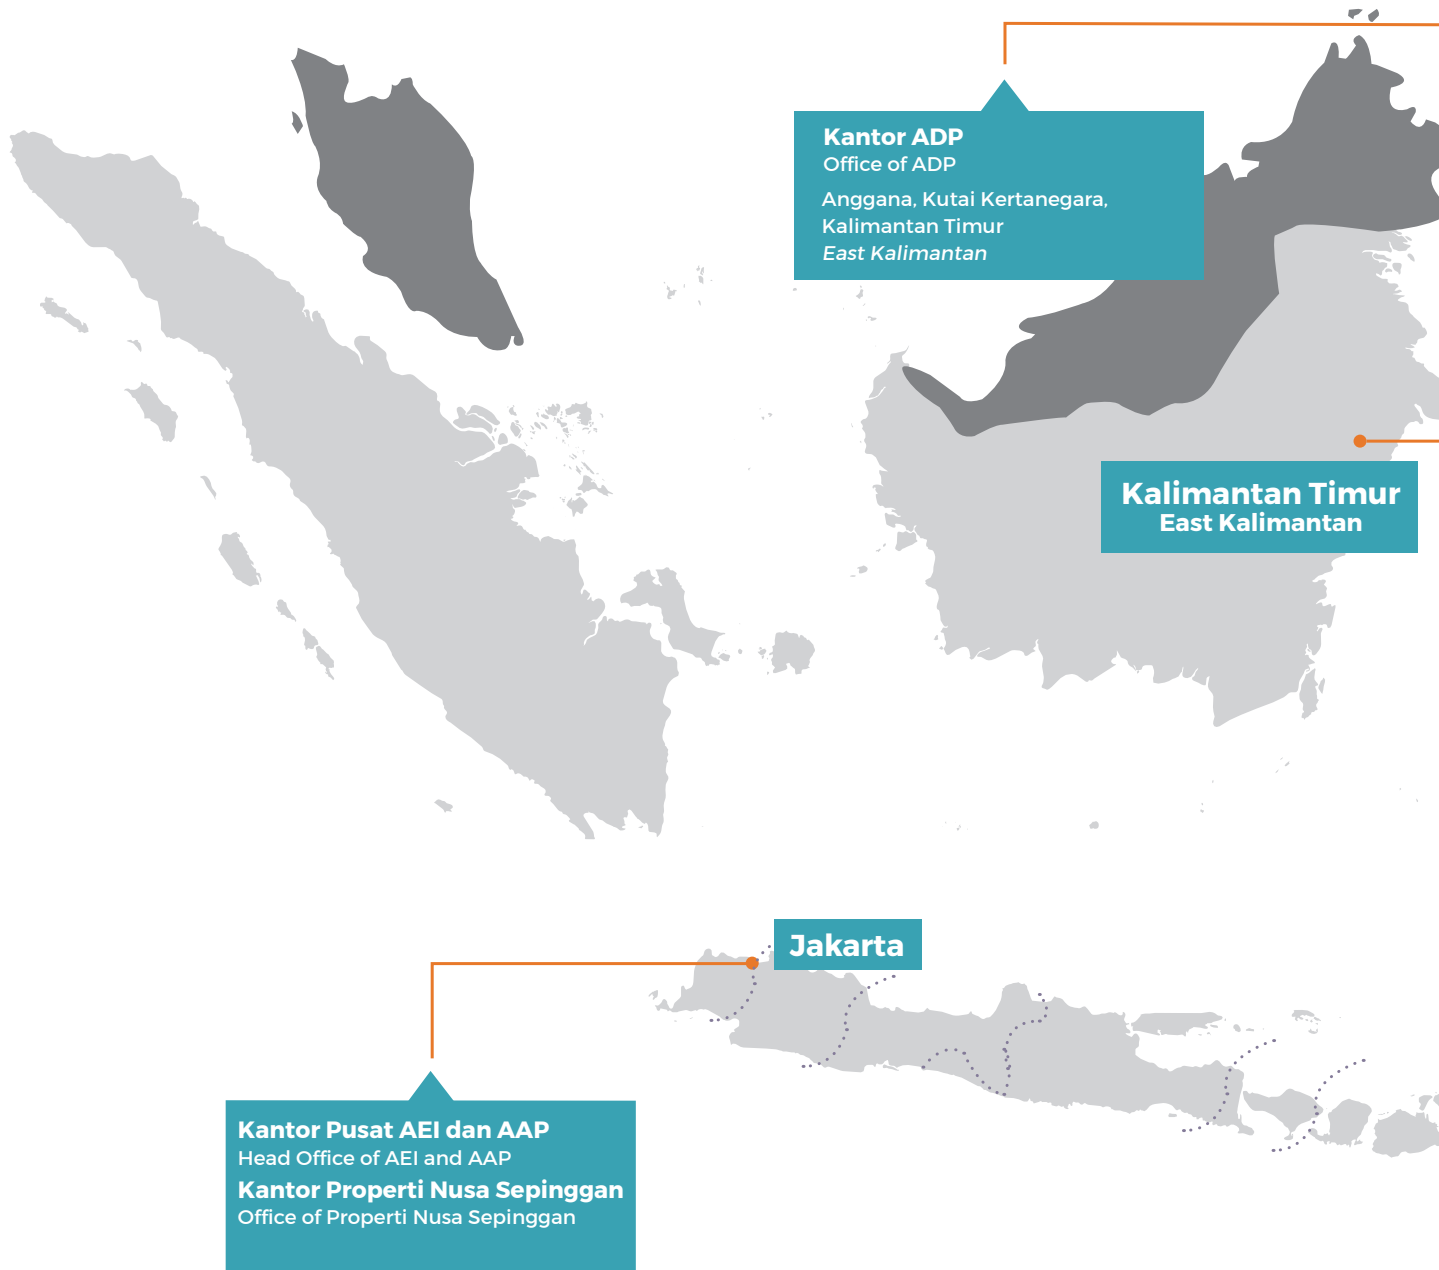 Kantor ADP
Office of ADP
Anggana, Kutai Kertanegara,
Kalimantan Timur
East Kalimantan
Kalimantan Timur
East Kalimantan
Jakarta
Kantor Pusat AEI dan AAP
Head Office of AEI and AAP
Kantor Properti Nusa Sepinggan
Office of Properti Nusa Sepinggan